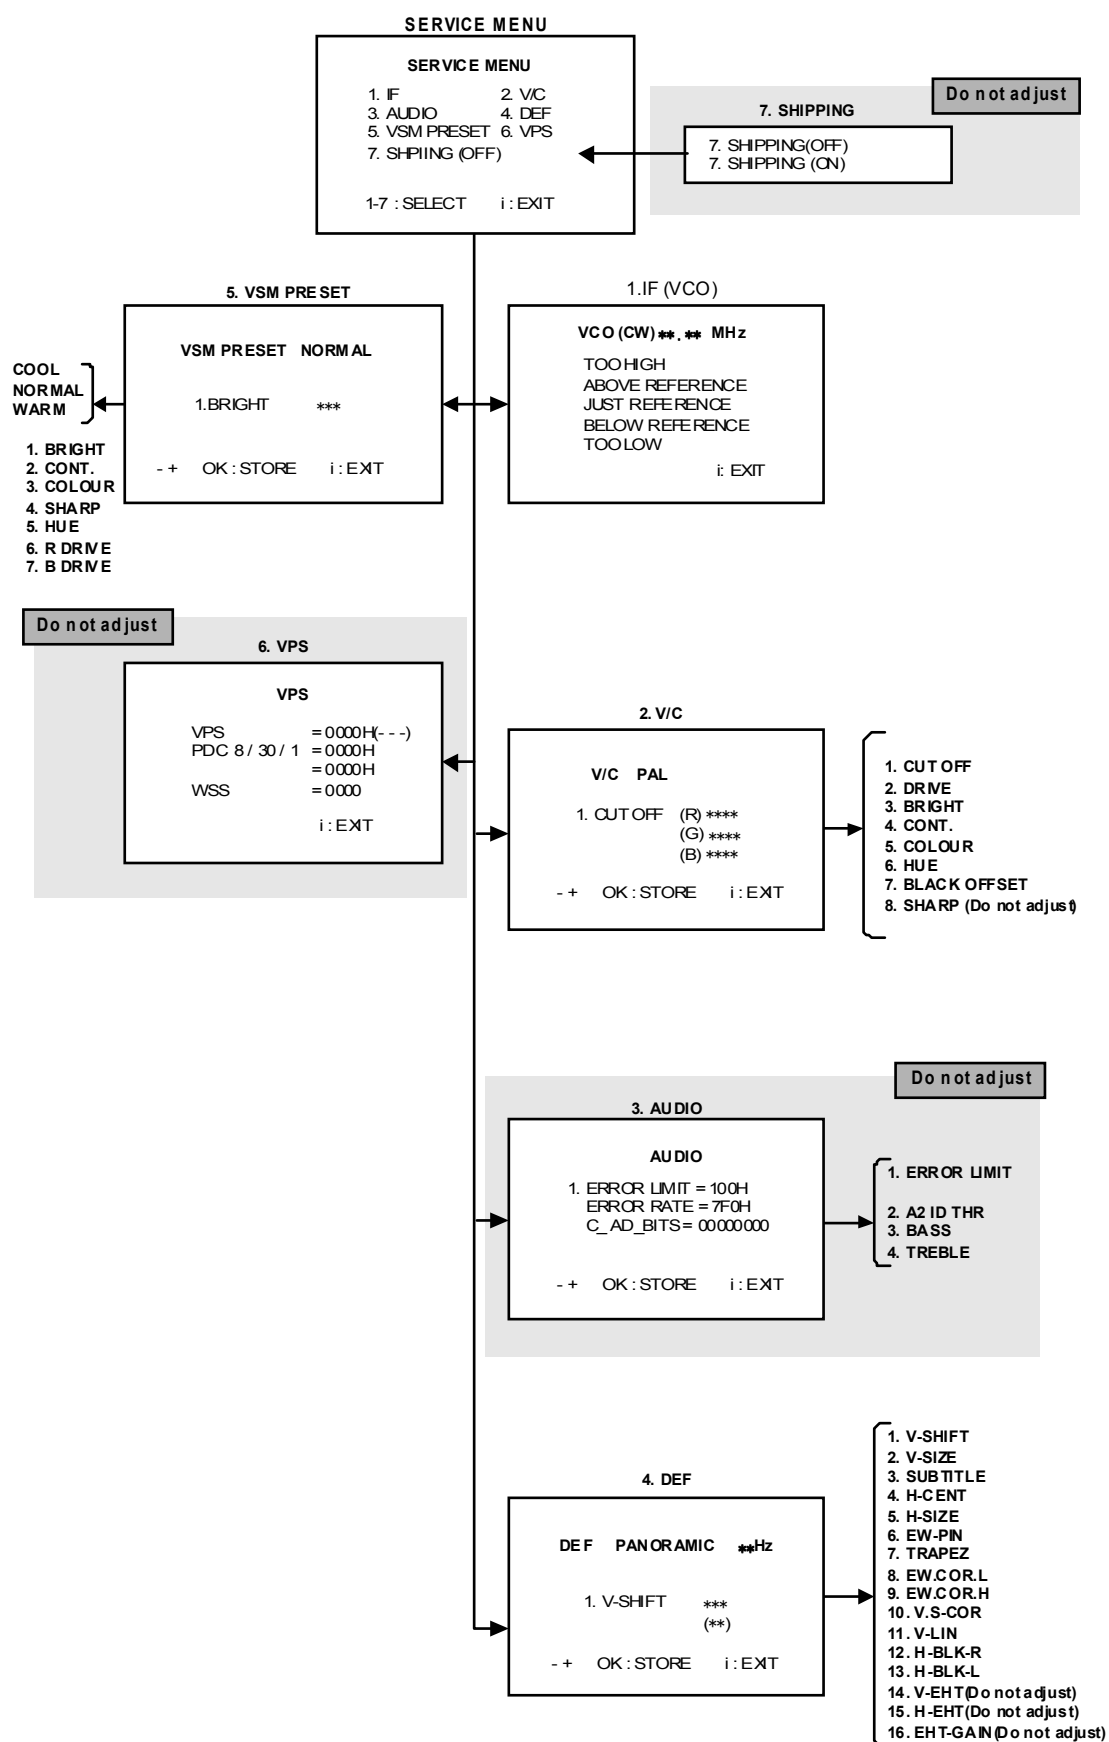 SERVICE MENU
SERVICE MENU
1. IF 2. V/C
3. AUDIO 4. DEF
5. VSM PRESET 6. VPS
7. SHPIING (OFF)
1-7 : SELECT i : EXIT
Do not adjust
7. SHIPPING
7. SHIPPING(OFF)
7. SHIPPING (ON)
5. VSM PRESET
VSM PRESET NORMAL
1.BRIGHT ***
- + OK : STORE i : EXIT
COOL
NORMAL
WARM
1. BRIGHT
2. CONT.
3. COLOUR
4. SHARP
5. HUE
6. R DRIVE
7. B DRIVE
1.IF (VCO)
VCO (CW) **.** MHz
TOO HIGH
ABOVE REFERENCE
JUST REFERENCE
BELOW REFERENCE
TOO LOW
i: EXIT
Do not adjust
6. VPS
VPS
VPS = 0000H(- - -)
PDC 8 / 30 / 1 = 0000H
= 0000H
WSS = 0000
i : EXIT
2. V/C
V/C PAL
1. CUT OFF (R) ****
(G) ****
(B) ****
- + OK : STORE i : EXIT
1. CUT OFF
2. DRIVE
3. BRIGHT
4. CONT.
5. COLOUR
6. HUE
7. BLACK OFFSET
8. SHARP (Do not adjust)
Do not adjust
3. AUDIO
AUDIO
1. ERROR LIMIT = 100H
ERROR RATE = 7F0H
C_AD_BITS = 00000000
- + OK : STORE i : EXIT
1. ERROR LIMIT
2. A2 ID THR
3. BASS
4. TREBLE
4. DEF
DEF PANORAMIC **Hz
1. V-SHIFT ***
(**)
- + OK : STORE i : EXIT
1. V-SHIFT
2. V-SIZE
3. SUBTITLE
4. H-CENT
5. H-SIZE
6. EW-PIN
7. TRAPEZ
8. EW.COR.L
9. EW.COR.H
10. V.S-COR
11. V-LIN
12. H-BLK-R
13. H-BLK-L
14. V-EHT(Do not adjust)
15. H-EHT(Do not adjust)
16. EHT-GAIN(Do not adjust)